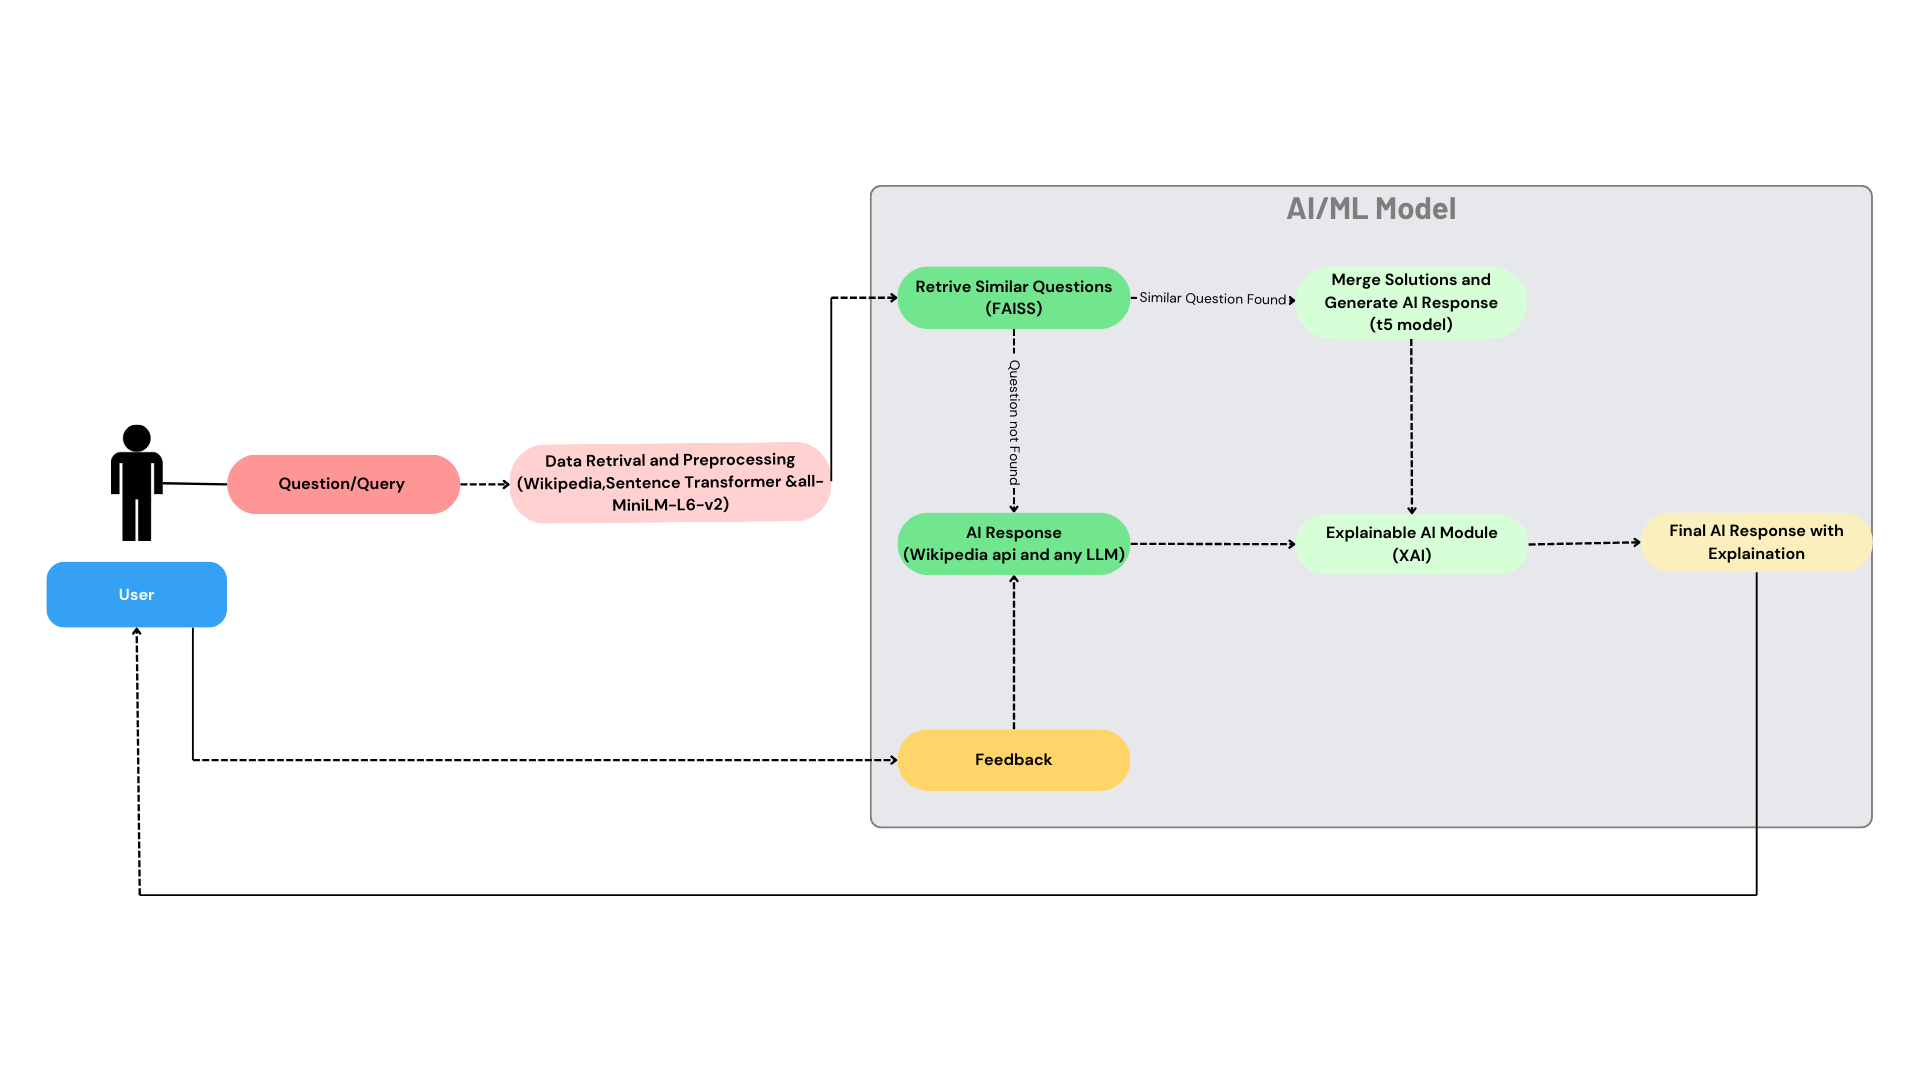 AI/ML Model
Retrive Similar Questions
(FAISS)
Similar Question Found
Merge Solutions and
Generate AI Response
(t5 model)
Question not Found
Question/Query
Data Retrival and Preprocessing
(Wikipedia,Sentence Transformer &all-
MiniLM-L6-v2)
AI Response
(Wikipedia api and any LLM)
Explainable AI Module
(XAI)
Final AI Response with
Explaination
User
Feedback